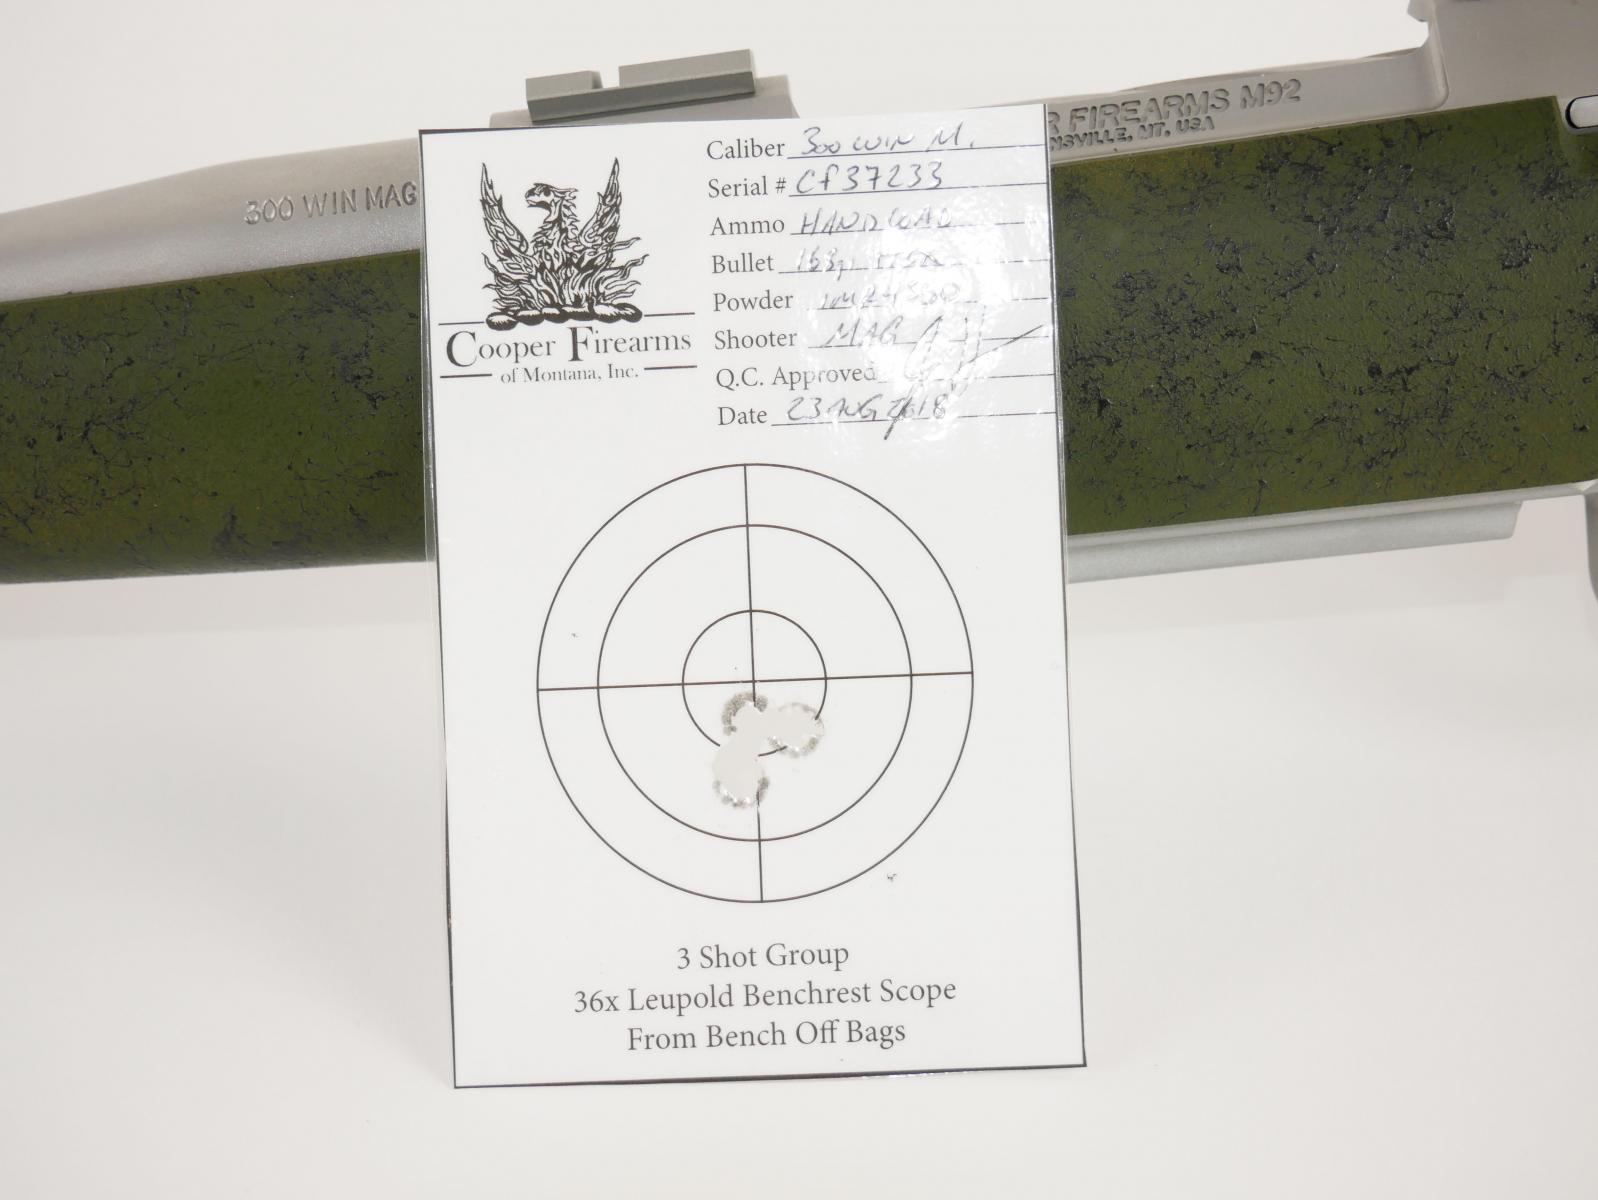 300 WIN MAG
R FIREARMS M92
NSVILLE, MT. USA
Cooper Firearms
of Montana, Inc.
Caliber 300 WIN M.
Serial # CF37233
Ammo HANDLOAD
Bullet
Powder
Shooter MAG
Q.C. Approved
Date 23 AUG 2018
3 Shot Group
36x Leupold Benchrest Scope
From Bench Off Bags